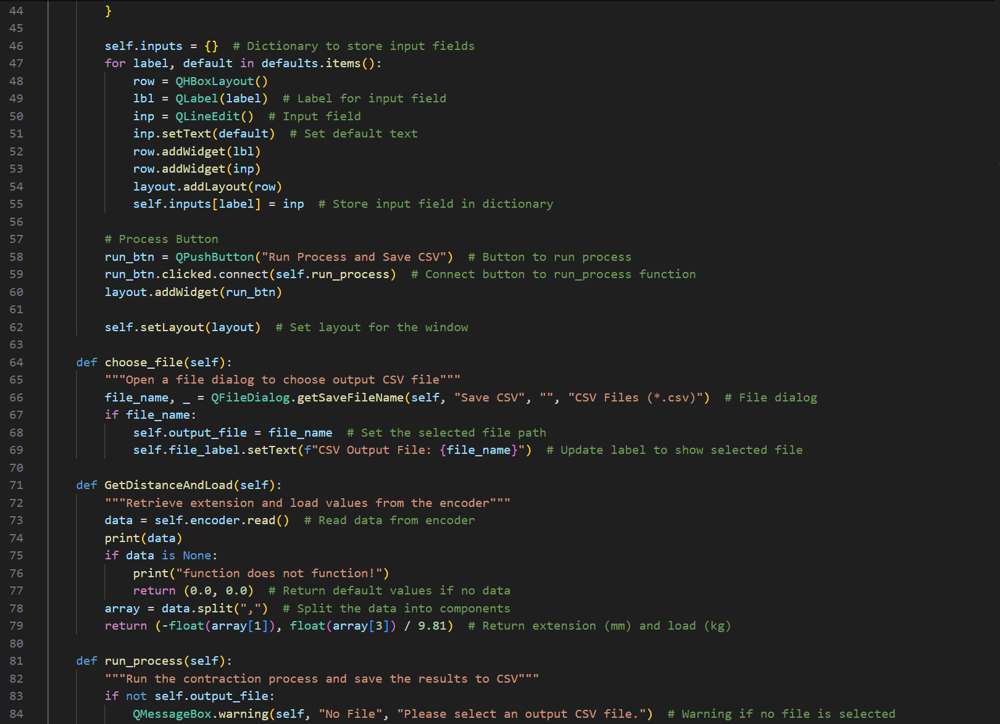 44 }
45
46 self.inputs = {}  # Dictionary to store input fields
47 for label, default in defaults.items():
48     row = QHBoxLayout()
49     lbl = QLabel(label)  # Label for input field
50     inp = QLineEdit()  # Input field
51     inp.setText(default)  # Set default text
52     row.addWidget(lbl)
53     row.addWidget(inp)
54     layout.addLayout(row)
55     self.inputs[label] = inp  # Store input field in dictionary
56
57 # Process Button
58 run_btn = QPushButton("Run Process and Save CSV")  # Button to run process
59 run_btn.clicked.connect(self.run_process)  # Connect button to run_process function
60 layout.addWidget(run_btn)
61
62 self.setLayout(layout)  # Set layout for the window
63
64 def choose_file(self):
65     """Open a file dialog to choose output CSV file"""
66     file_name, _ = QFileDialog.getSaveFileName(self, "Save CSV", "", "CSV Files (*.csv)")  # File dialog
67     if file_name:
68         self.output_file = file_name  # Set the selected file path
69         self.file_label.setText(f"CSV Output File: {file_name}")  # Update label to show selected file
70
71 def GetDistanceAndLoad(self):
72     """Retrieve extension and load values from the encoder"""
73     data = self.encoder.read()  # Read data from encoder
74     print(data)
75     if data is None:
76         print("function does not function!")
77         return (0.0, 0.0)  # Return default values if no data
78     array = data.split(",")  # Split the data into components
79     return (-float(array[1]), float(array[3]) / 9.81)  # Return extension (mm) and load (kg)
80
81 def run_process(self):
82     """Run the contraction process and save the results to CSV"""
83     if not self.output_file:
84         QMessageBox.warning(self, "No File", "Please select an output CSV file.")  # Warning if no file is selected